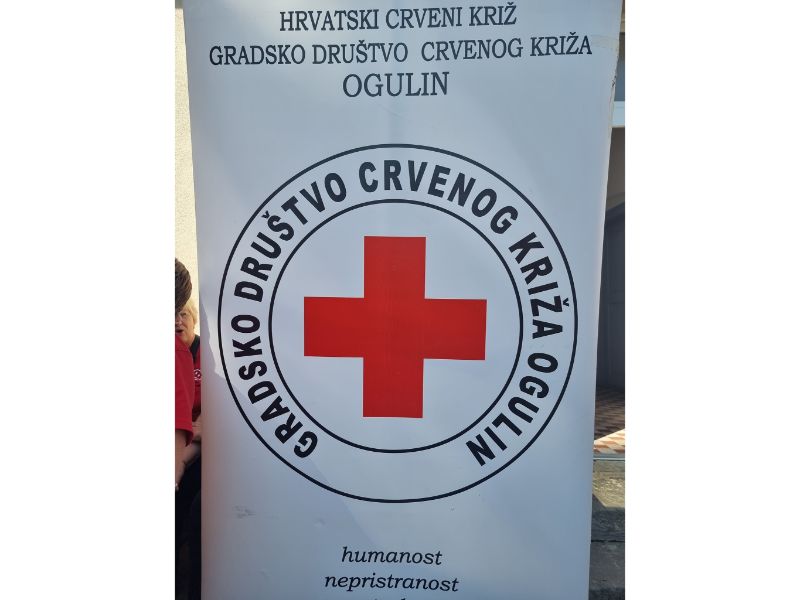 HRVATSKI CRVENI KRIŽ
GRADSKO DRUŠTVO CRVENOG KRIŽA
OGULIN
GRADSKO DRUŠTVO CRVENOG KRIŽA OGULIN
humanost
nepristranost